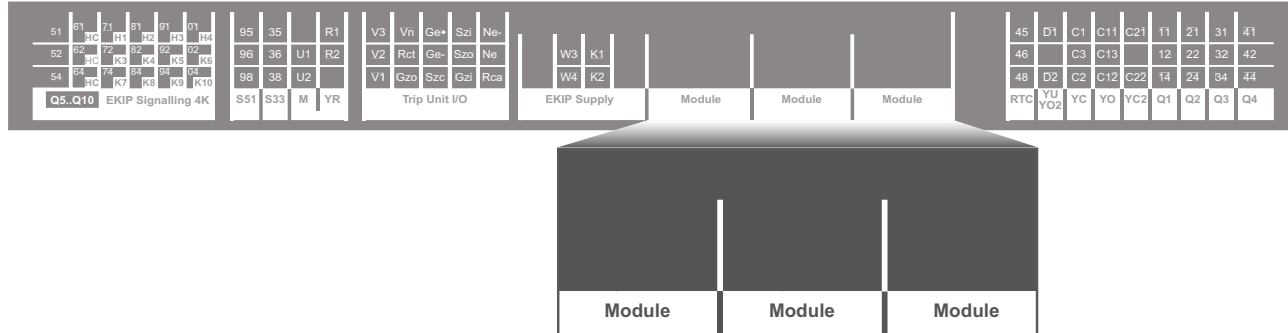 51 61 HC 71 H1 81 H2 91 H3 01 H4
52 62 HC 72 K3 82 K4 92 K5 02 K6
54 64 HC 74 K7 84 K8 94 K9 04 K10
Q5..Q10 EKIP Signalling 4K
95 35 R1
96 36 U1 R2
98 38 U2
S51 S33 M YR
V3 Vn Ge+ Szi Ne-
V2 Rct Ge- Szo Ne
V1 Gzo Szc Gzi Rca
Trip Unit I/O
W3 K1
W4 K2
EKIP Supply
Module Module Module
45 D1 C1 C11 C21 11 21 31 41
46 C3 C13 12 22 32 42
48 D2 C2 C12 C22 14 24 34 44
RTC YU YC YO YC2 Q1 Q2 Q3 Q4
YO2
Module Module Module